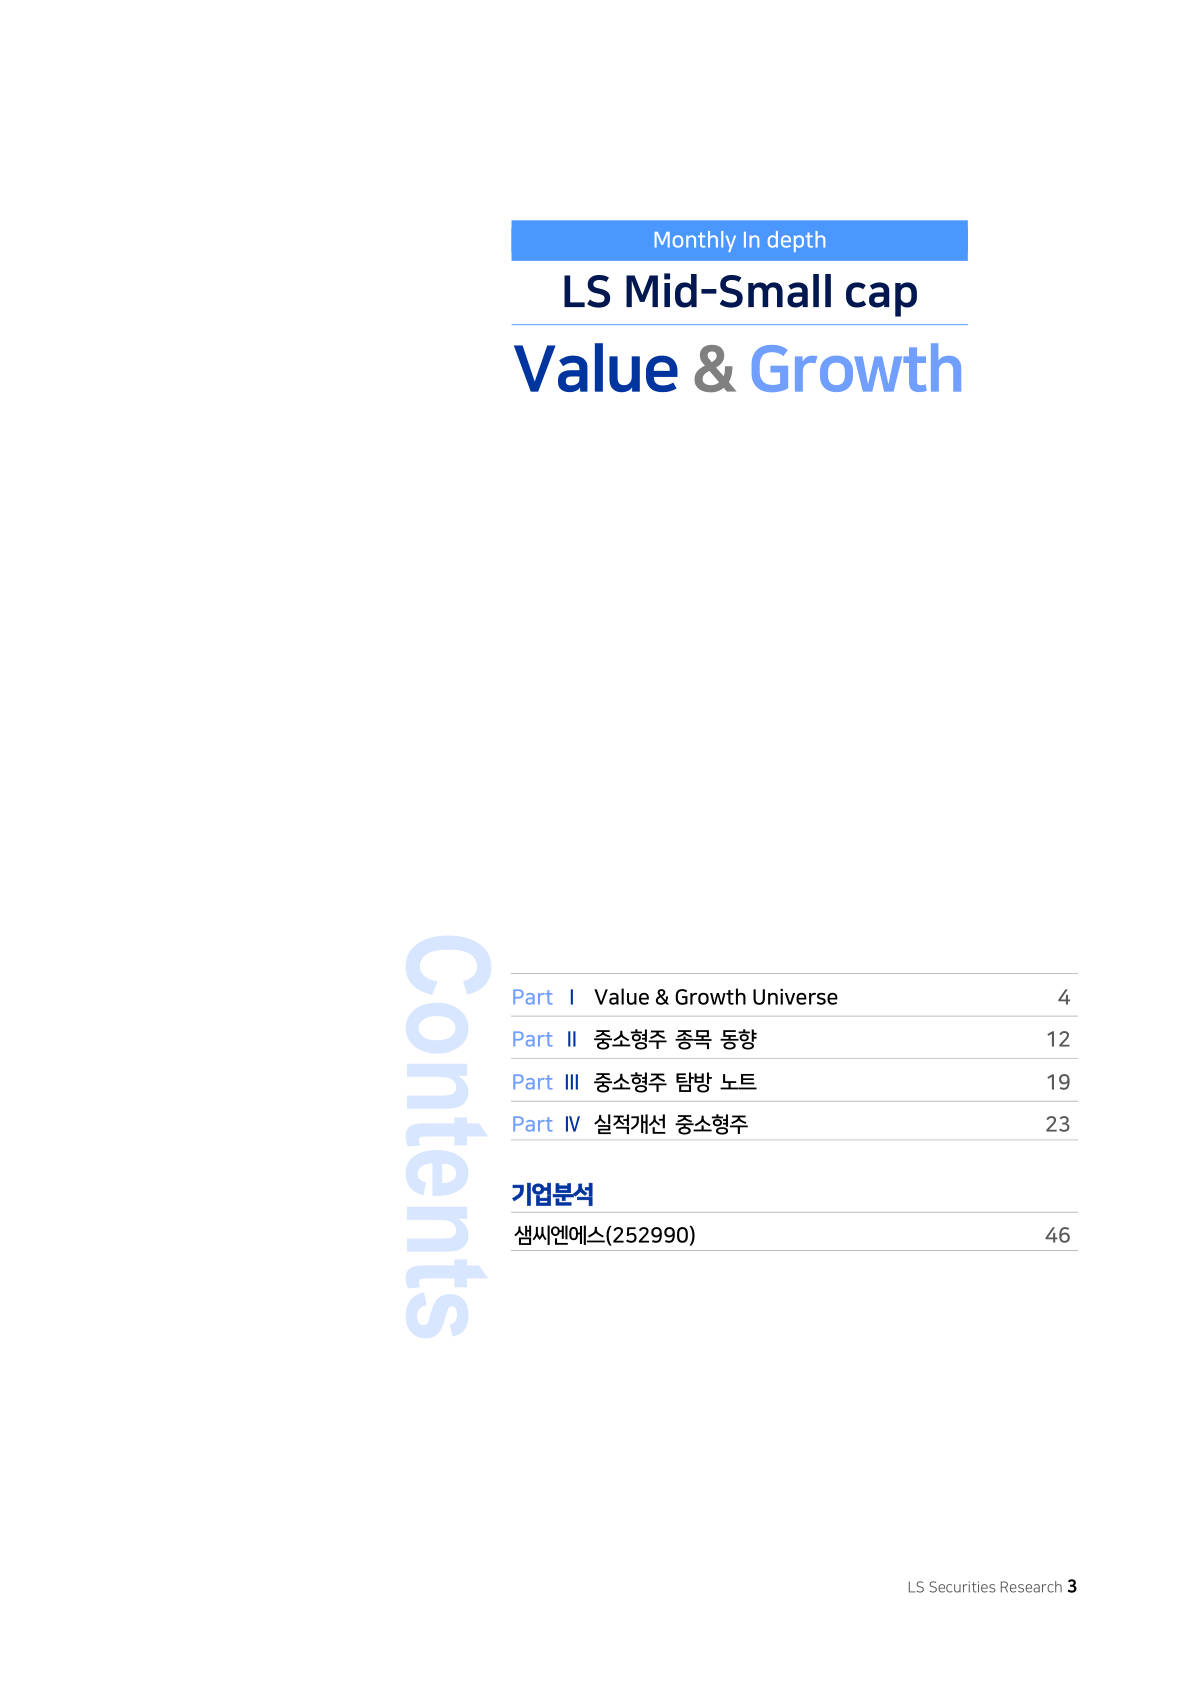 Monthly In depth
LS Mid-Small cap
Value & Growth
Contents
Part Ⅰ Value & Growth Universe 4
Part Ⅱ 중소형주 종목 동향 12
Part Ⅲ 중소형주 탐방 노트 19
Part Ⅳ 실적개선 중소형주 23
기업분석
샘씨엔에스(252990) 46
LS Securities Research 3